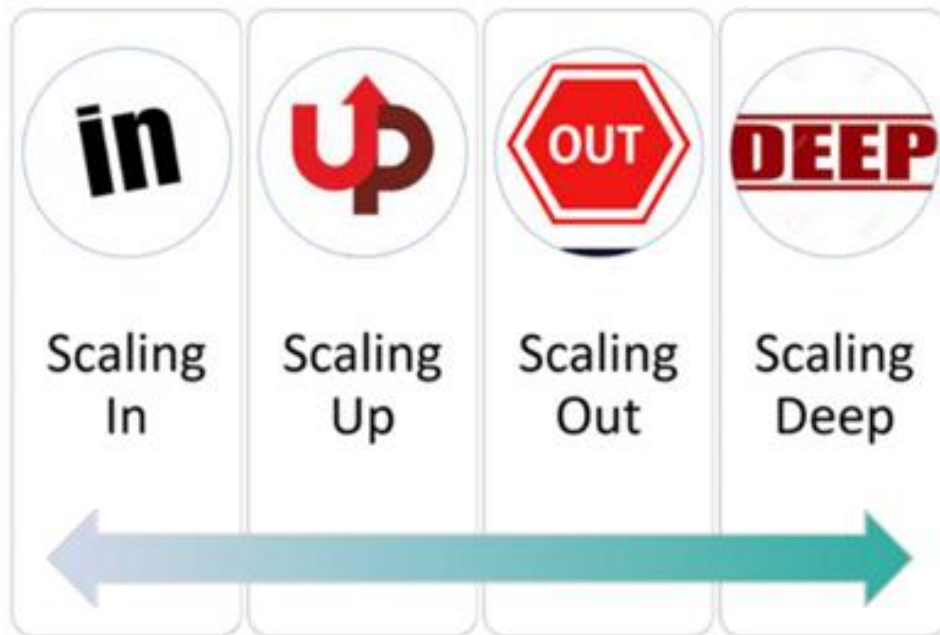 in
UP
OUT
DEEP
Scaling
In
Scaling
Up
Scaling
Out
Scaling
Deep